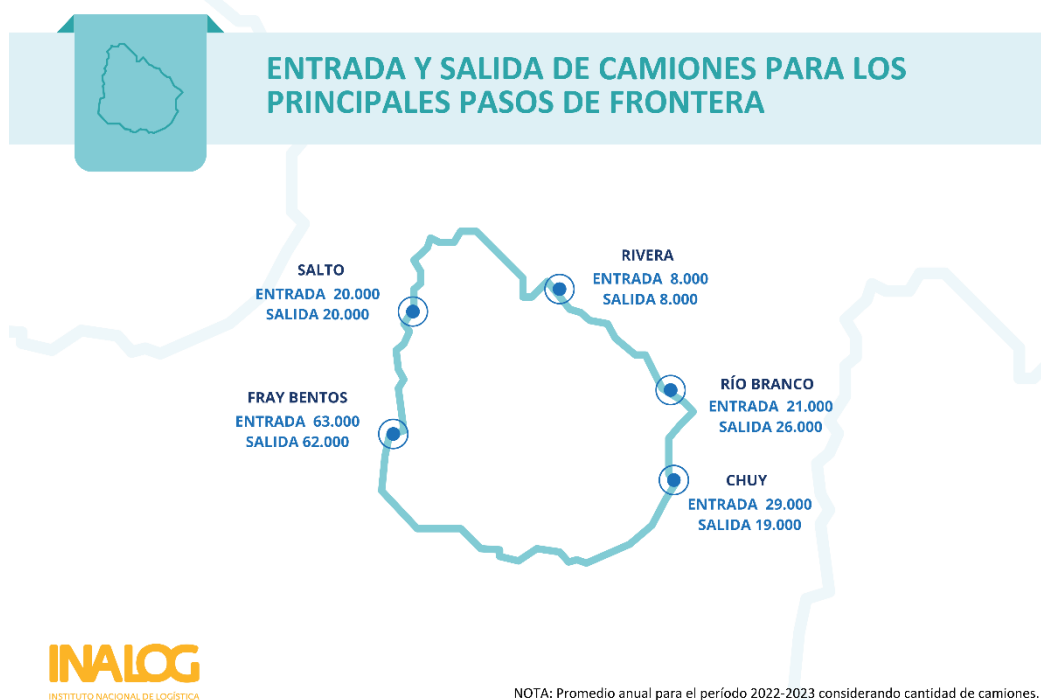 ENTRADA Y SALIDA DE CAMIONES PARA LOS
PRINCIPALES PASOS DE FRONTERA
SALTO
ENTRADA 20.000
SALIDA 20.000
RIVERA
ENTRADA 8.000
SALIDA 8.000
FRAY BENTOS
ENTRADA 63.000
SALIDA 62.000
RÍO BRANCO
ENTRADA 21.000
SALIDA 26.000
CHUY
ENTRADA 29.000
SALIDA 19.000
INALOG
INSTITUTO NACIONAL DE LOGÍSTICA
NOTA: Promedio anual para el período 2022-2023 considerando cantidad de camiones.